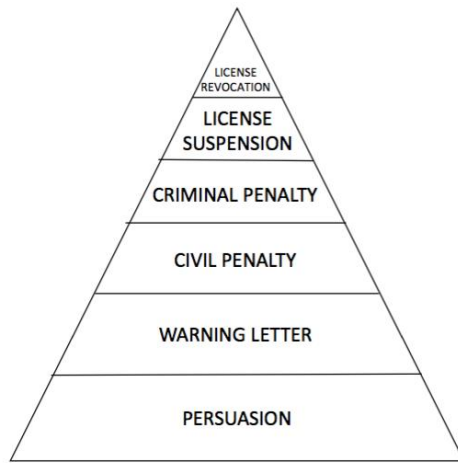 LICENSE
REVOCATION
LICENSE
SUSPENSION
CRIMINAL PENALTY
CIVIL PENALTY
WARNING LETTER
PERSUASION